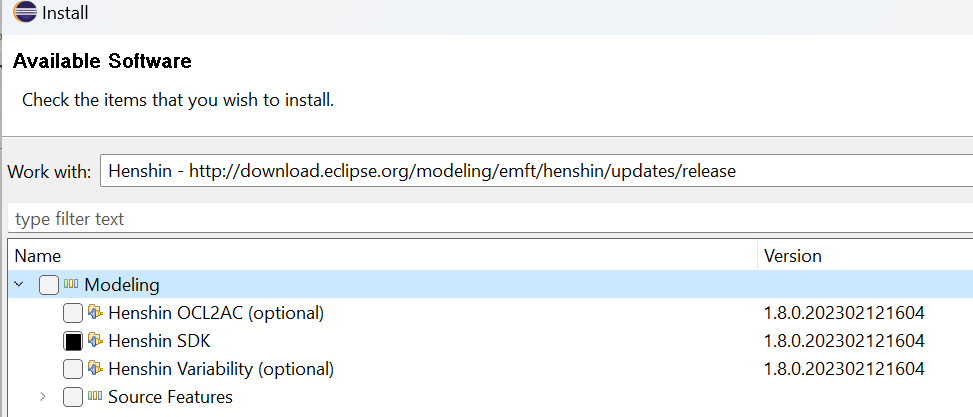 Install
Available Software
Check the items that you wish to install.
Work with: Henshin - http://download.eclipse.org/modeling/emft/henshin/updates/release
type filter text
Name Version
Modeling
Henshin OCL2AC (optional) 1.8.0.202302121604
Henshin SDK 1.8.0.202302121604
Henshin Variability (optional) 1.8.0.202302121604
Source Features